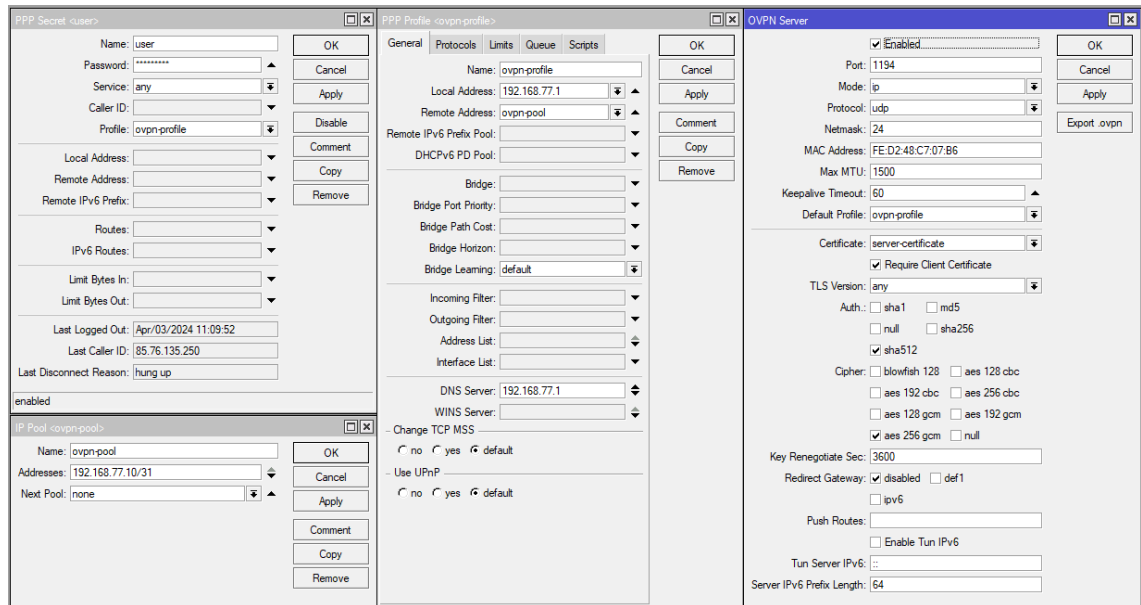 PPP Secret <user>
Name: user
Password: *********
Service: any
Caller ID:
Profile: ovpn-profile
Local Address:
Remote Address:
Remote IPv6 Prefix:
Routes:
IPv6 Routes:
Limit Bytes In:
Limit Bytes Out:
Last Logged Out: Apr/03/2024 11:09:52
Last Caller ID: 85.76.135.250
Last Disconnect Reason: hung up
enabled
OK
Cancel
Apply
Disable
Comment
Copy
Remove
IP Pool <ovpn-pool>
Name: ovpn-pool
Addresses: 192.168.77.10/31
Next Pool: none
OK
Cancel
Apply
Comment
Copy
Remove
PPP Profile <ovpn-profile>
General Protocols Limits Queue Scripts
Name: ovpn-profile
Local Address: 192.168.77.1
Remote Address: ovpn-pool
Remote IPv6 Prefix Pool:
DHCPv6 PD Pool:
Bridge:
Bridge Port Priority:
Bridge Path Cost:
Bridge Horizon:
Bridge Learning: default
Incoming Filter:
Outgoing Filter:
Address List:
Interface List:
DNS Server: 192.168.77.1
WINS Server:
Change TCP MSS
no yes default
Use UPnP
no yes default
OK
Cancel
Apply
Comment
Copy
Remove
OVPN Server
Enabled
Port: 1194
Mode: ip
Protocol: udp
Netmask: 24
MAC Address: FE:D2:48:C7:07:B6
Max MTU: 1500
Keepalive Timeout: 60
Default Profile: ovpn-profile
Certificate: server-certificate
Require Client Certificate
TLS Version: any
Auth.: sha1 md5
null sha256
sha512
Cipher: blowfish 128 aes 128 cbc
aes 192 cbc aes 256 cbc
aes 128 gcm aes 192 gcm
aes 256 gcm null
Key Renegotiate Sec: 3600
Redirect Gateway: disabled def1
ipv6
Push Routes:
Enable Tun IPv6
Tun Server IPv6: ::
Server IPv6 Prefix Length: 64
OK
Cancel
Apply
Export .ovpn